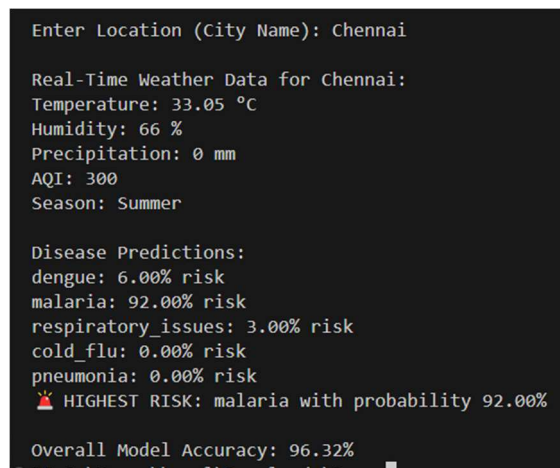 Enter Location (City Name): Chennai
Real-Time Weather Data for Chennai:
Temperature: 33.05 °C
Humidity: 66 %
Precipitation: 0 mm
AQI: 300
Season: Summer
Disease Predictions:
dengue: 6.00% risk
malaria: 92.00% risk
respiratory_issues: 3.00% risk
cold_flu: 0.00% risk
pneumonia: 0.00% risk
🚨 HIGHEST RISK: malaria with probability 92.00%
Overall Model Accuracy: 96.32%